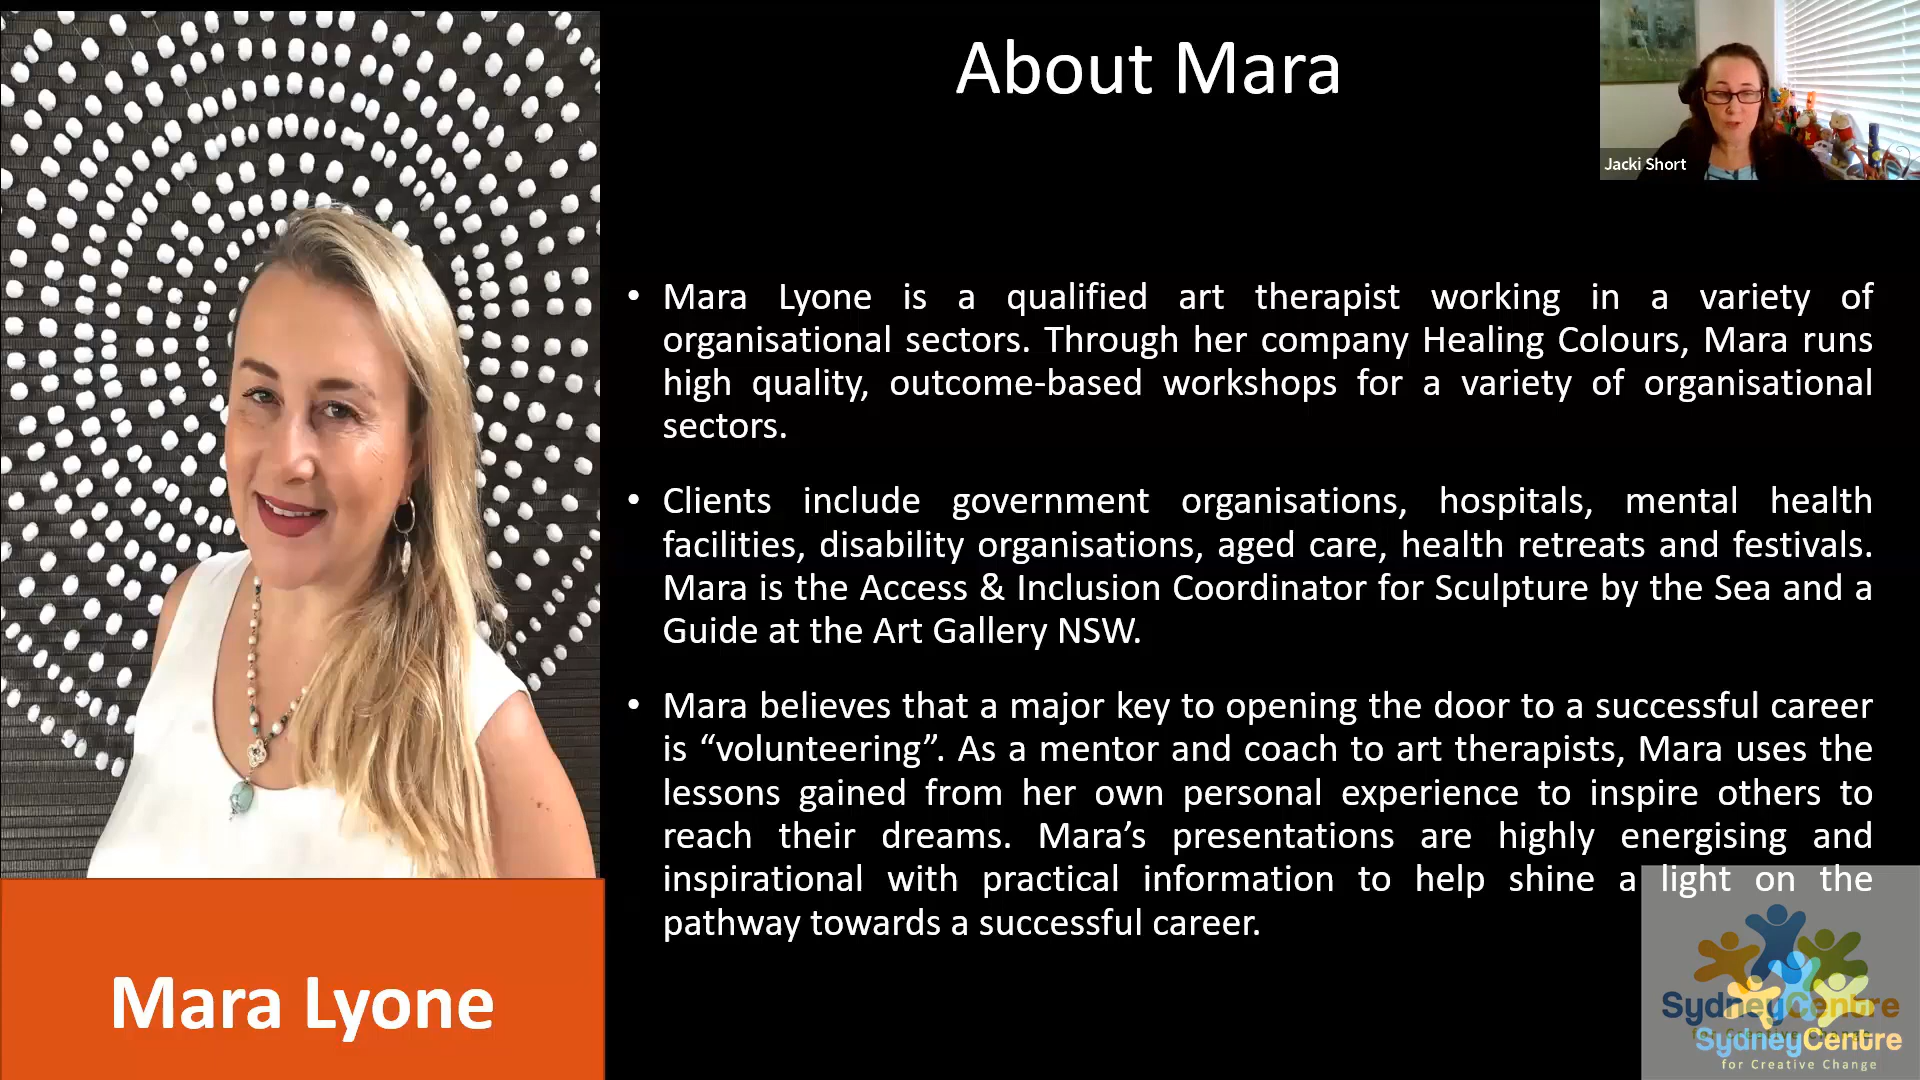 About Mara
Jacki Short
• Mara Lyone is a qualified art therapist working in a variety of
organisational sectors. Through her company Healing Colours, Mara runs
high quality, outcome-based workshops for a variety of organisational
sectors.
• Clients include government organisations, hospitals, mental health
facilities, disability organisations, aged care, health retreats and festivals.
Mara is the Access & Inclusion Coordinator for Sculpture by the Sea and a
Guide at the Art Gallery NSW.
• Mara believes that a major key to opening the door to a successful career
is “volunteering”. As a mentor and coach to art therapists, Mara uses the
lessons gained from her own personal experience to inspire others to
reach their dreams. Mara’s presentations are highly energising and
inspirational with practical information to help shine a light on the
pathway towards a successful career.
Mara Lyone
SydneyCentre
SydneyCentre
for Creative Change